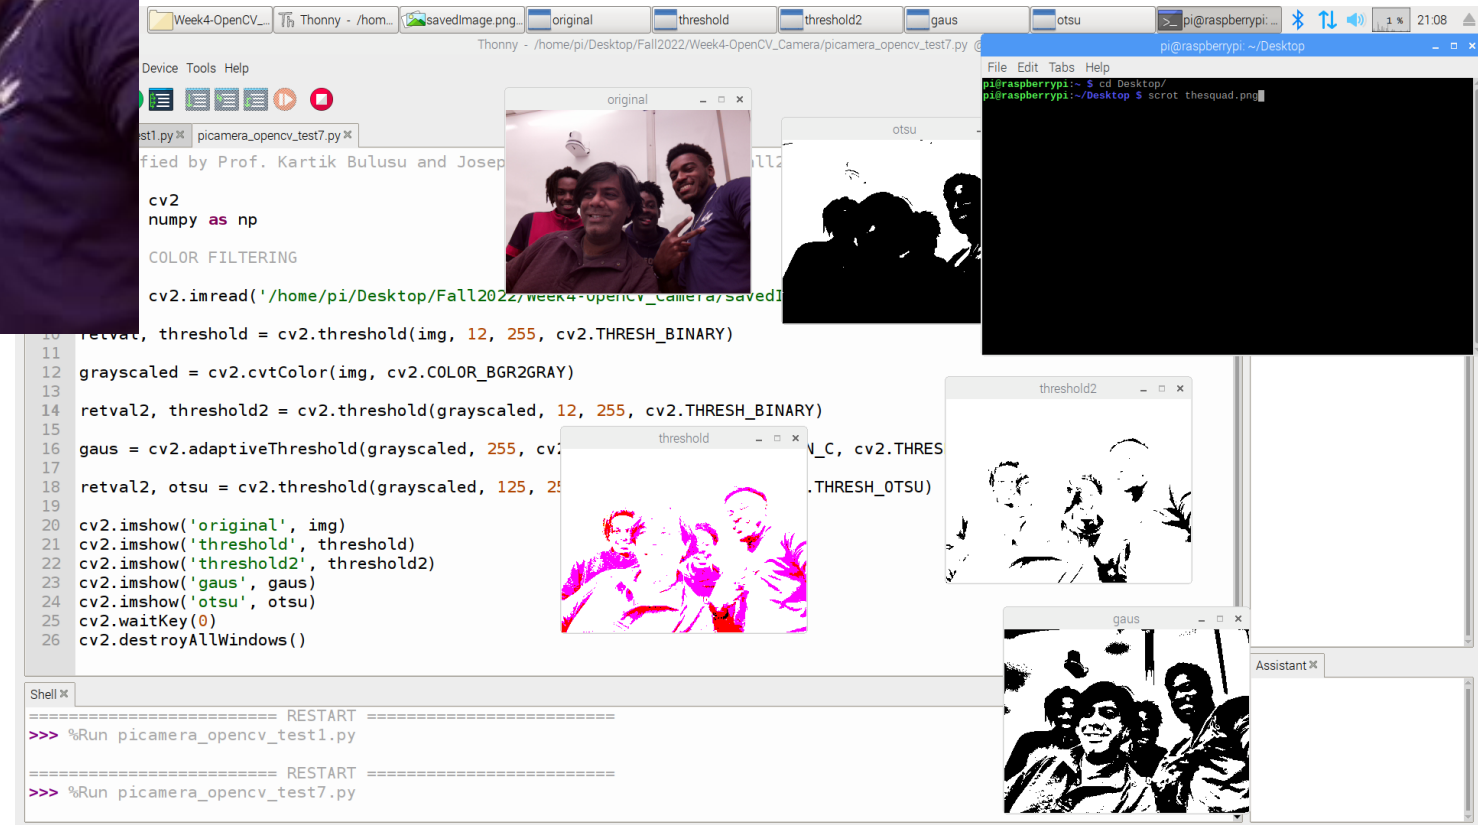 Week4-OpenCV_...
Thonny - /hom...
savedImage.png...
original
threshold
threshold2
gaus
otsu
pi@raspberrypi: ...
1 %
21:08
Thonny - /home/pi/Desktop/Fall2022/Week4-OpenCV_Camera/picamera_opencv_test7.py @
Device Tools Help
est1.py
picamera_opencv_test7.py
fied by Prof. Kartik Bulusu and Josep
cv2
numpy as np
COLOR FILTERING
cv2.imread('/home/pi/Desktop/Fall2022/Week4-OpenCV_Camera/savedI
10 retval, threshold = cv2.threshold(img, 12, 255, cv2.THRESH_BINARY)
11
12 grayscaled = cv2.cvtColor(img, cv2.COLOR_BGR2GRAY)
13
14 retval2, threshold2 = cv2.threshold(grayscaled, 12, 255, cv2.THRESH_BINARY)
15
16 gaus = cv2.adaptiveThreshold(grayscaled, 255, cv2 N_C, cv2.THRES
17
18 retval2, otsu = cv2.threshold(grayscaled, 125, 25 .THRESH_OTSU)
19
20 cv2.imshow('original', img)
21 cv2.imshow('threshold', threshold)
22 cv2.imshow('threshold2', threshold2)
23 cv2.imshow('gaus', gaus)
24 cv2.imshow('otsu', otsu)
25 cv2.waitKey(0)
26 cv2.destroyAllWindows()
original
otsu
pi@raspberrypi: ~/Desktop
File Edit Tabs Help
pi@raspberrypi:~ $ cd Desktop/
pi@raspberrypi:~/Desktop $ scrot thesquad.png
threshold
threshold2
gaus
Assistant
Shell
========================= RESTART =========================
>>> %Run picamera_opencv_test1.py
========================= RESTART =========================
>>> %Run picamera_opencv_test7.py